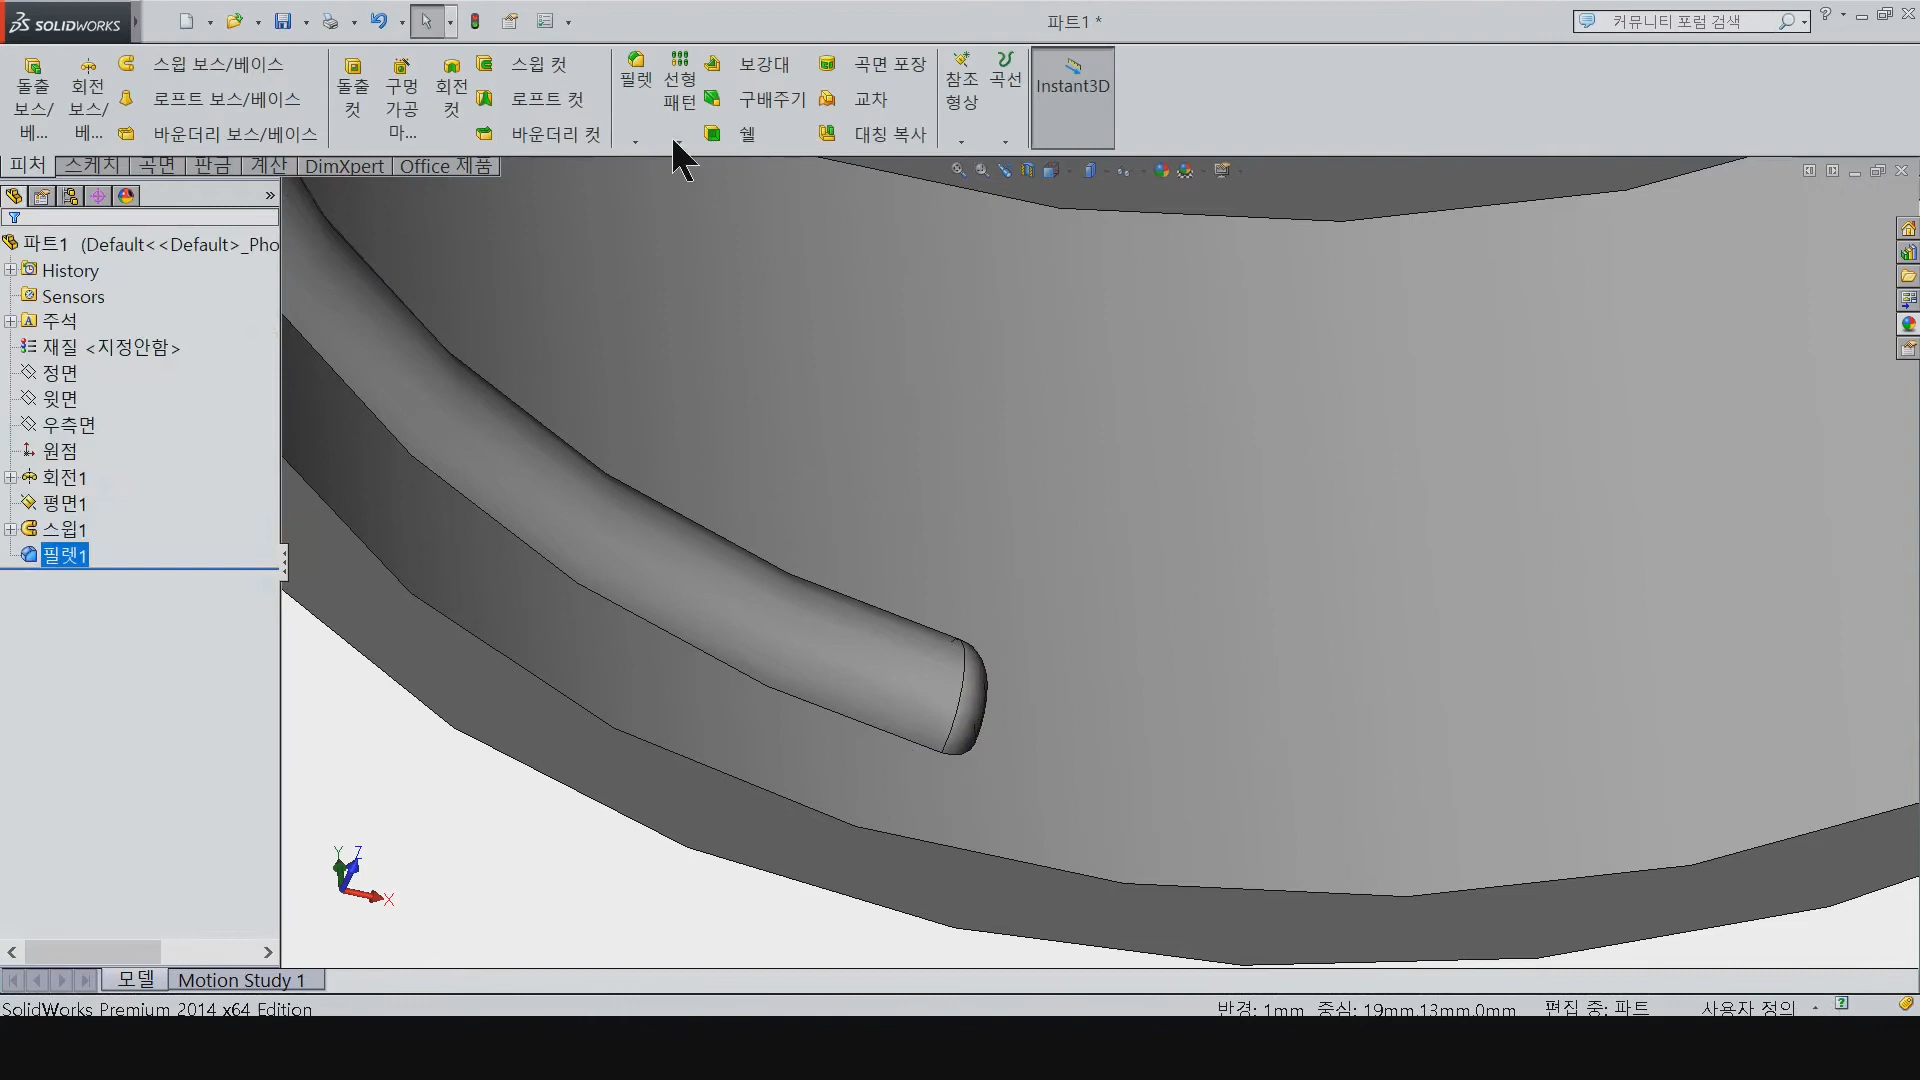 SOLIDWORKS
파트1 *
커뮤니티 포럼 검색
돌출
보스/
베...
회전
보스/
베...
스윕 보스/베이스
로프트 보스/베이스
바운더리 보스/베이스
돌출
컷
구멍
가공
마...
회전
컷
스윕 컷
로프트 컷
바운더리 컷
필렛
선형
패턴
보강대
구배주기
쉘
곡면 포장
교차
대칭 복사
참조
형상
곡선
Instant3D
피처 스케치 곡면 판금 계산 DimXpert Office 제품
파트1 (Default<<Default>_Pho
History
Sensors
주석
재질 <지정안함>
정면
윗면
우측면
원점
회전1
평면1
스윕1
필렛1
Y Z
X
모델 Motion Study 1
SolidWorks Premium 2014 x64 Edition
반경: 1mm 중심: 19mm,13mm,0mm 편집 중: 파트 사용자 정의